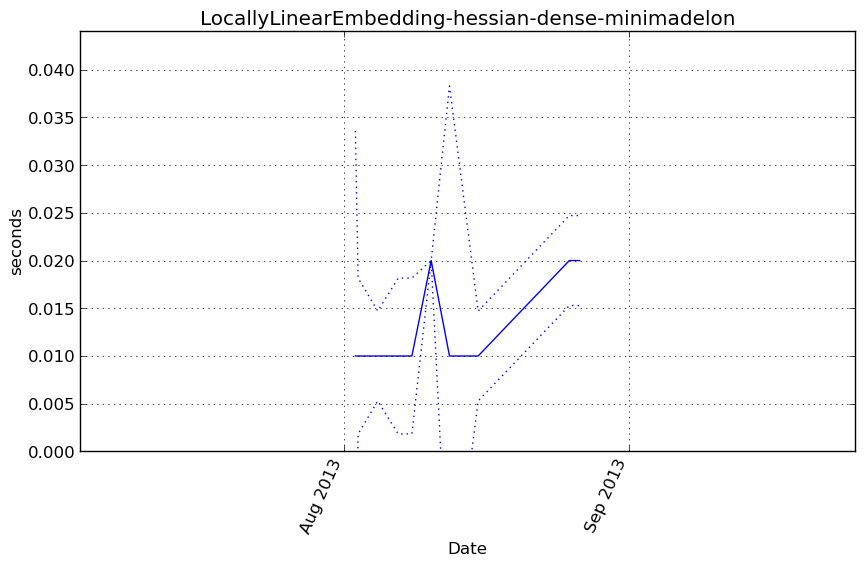 LocallyLinearEmbedding-hessian-dense-minimadelon
0.040
0.035
0.030
0.025
0.020
0.015
0.010
0.005
0.000
seconds
Aug 2013
Sep 2013
Date